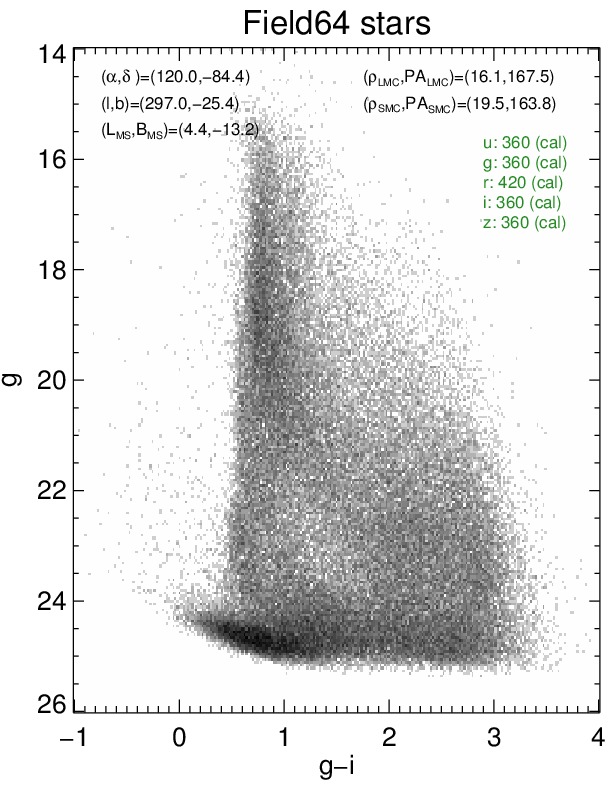 Field64 stars
(α,δ )=(120.0,−84.4)
(ρLMC,PALMC)=(16.1,167.5)
(l,b)=(297.0,−25.4)
(ρSMC,PASMC)=(19.5,163.8)
(LMS,BMS)=(4.4,−13.2)
u: 360 (cal)
g: 360 (cal)
r: 420 (cal)
i: 360 (cal)
z: 360 (cal)
14
16
18
20
22
24
26
g
−1 0 1 2 3 4
g−i